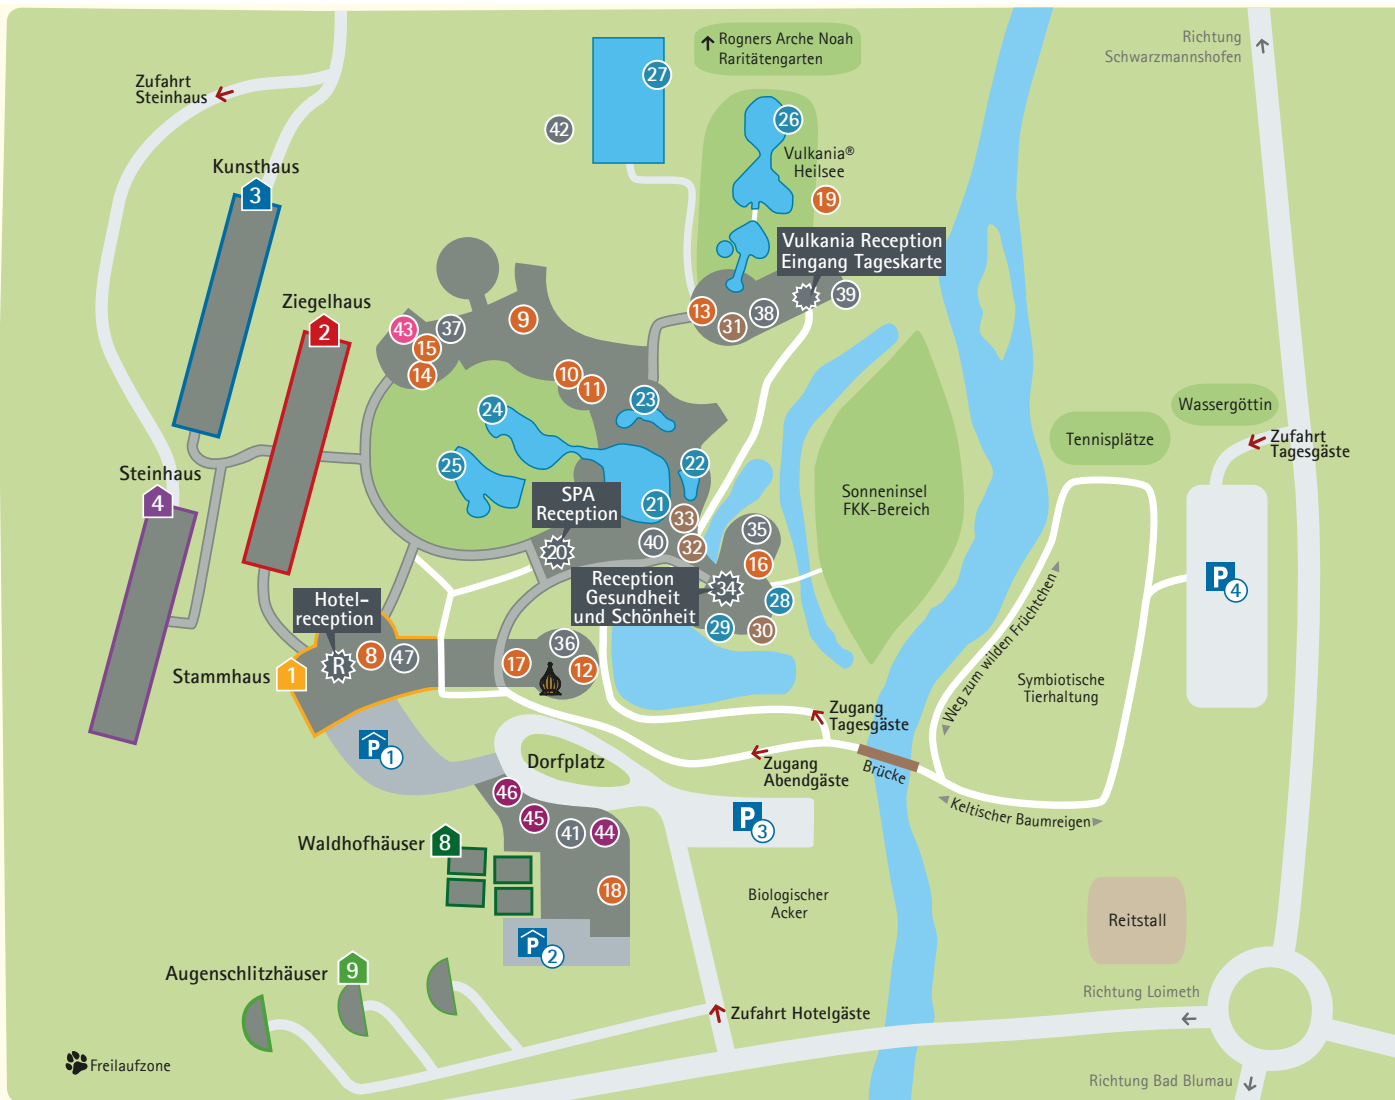 Rogners Arche Noah
Raritätengarten
Richtung
Schwarzmannshofen
27
Zufahrt
Steinhaus
42
26
Vulkania®
Heilsee
Kunsthaus
3
19
Vulkania Reception
Eingang Tageskarte
Ziegelhaus
2
39
43
37
9
13
31
38
15
14
10
11
23
24
Wassergöttin
Tennisplätze
Zufahrt
Tagesgäste
25
22
Steinhaus
4
SPA
Reception
21
33
Sonneninsel
FKK-Bereich
20
40
32
35
16
Reception
Gesundheit
und Schönheit
34
28
P
4
Hotel-
reception
29
30
Weg zum wilden Früchtchen
R
8
47
36
17
12
Stammhaus
1
Symbiotische
Tierhaltung
Zugang
Tagesgäste
P
1
Dorfplatz
Zugang
Abendgäste
Brücke
46
45
41
44
P
3
Keltischer Baumreigen
Waldhofhäuser
8
18
Biologischer
Acker
Reitstall
P
2
Augenschlitzhäuser
9
Richtung Loimeth
Zufahrt Hotelgäste
Freilaufzone
Richtung Bad Blumau